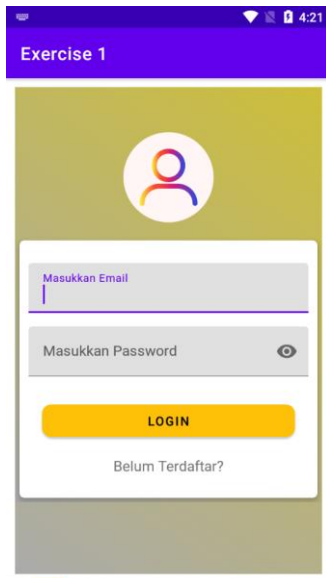 4:21
Exercise 1
Masukkan Email
Masukkan Password
LOGIN
Belum Terdaftar?